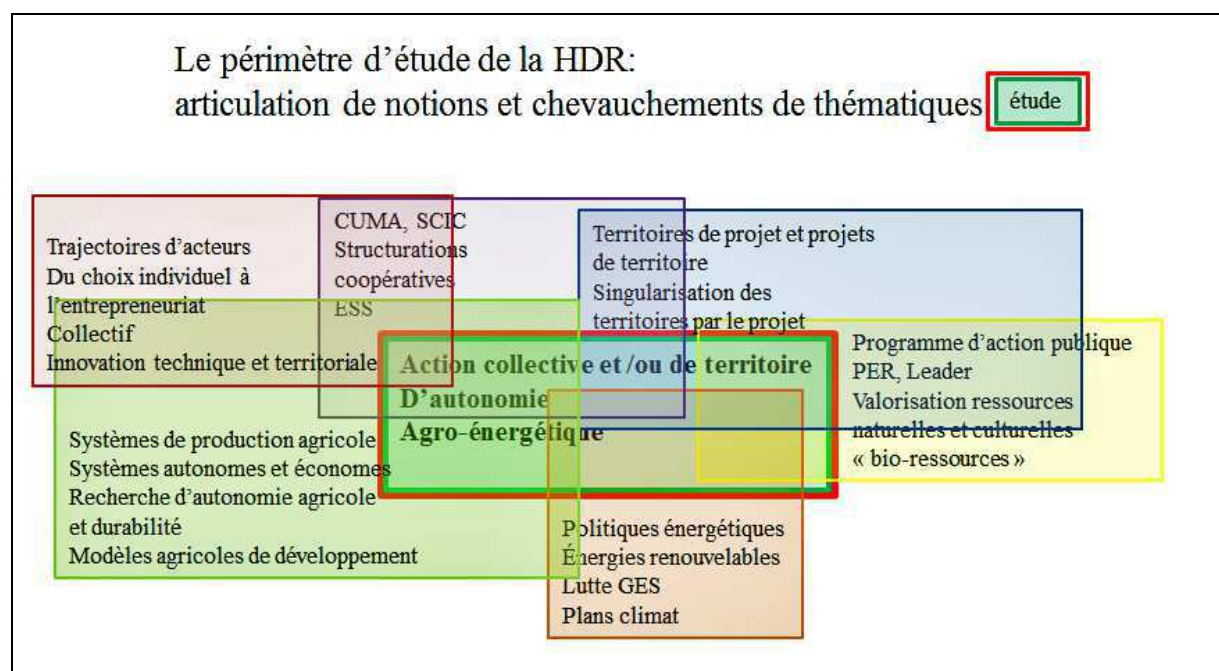 Le périmètre d’étude de la HDR:
articulation de notions et chevauchements de thématiques
étude
Trajectoires d’acteurs
Du choix individuel à
l’entrepreneuriat
Collectif
Innovation technique et territoriale
CUMA, SCIC
Structurations
coopératives
ESS
Territoires de projet et projets
de territoire
Singularisation des
territoires par le projet
Programme d’action publique
PER, Leader
Valorisation ressources
naturelles et culturelles
« bio-ressources »
Action collective et /ou de territoire
D’autonomie
Agro-énergétique
Systèmes de production agricole
Systèmes autonomes et économes
Recherche d’autonomie agricole
et durabilité
Modèles agricoles de développement
Politiques énergétiques
Énergies renouvelables
Lutte GES
Plans climat